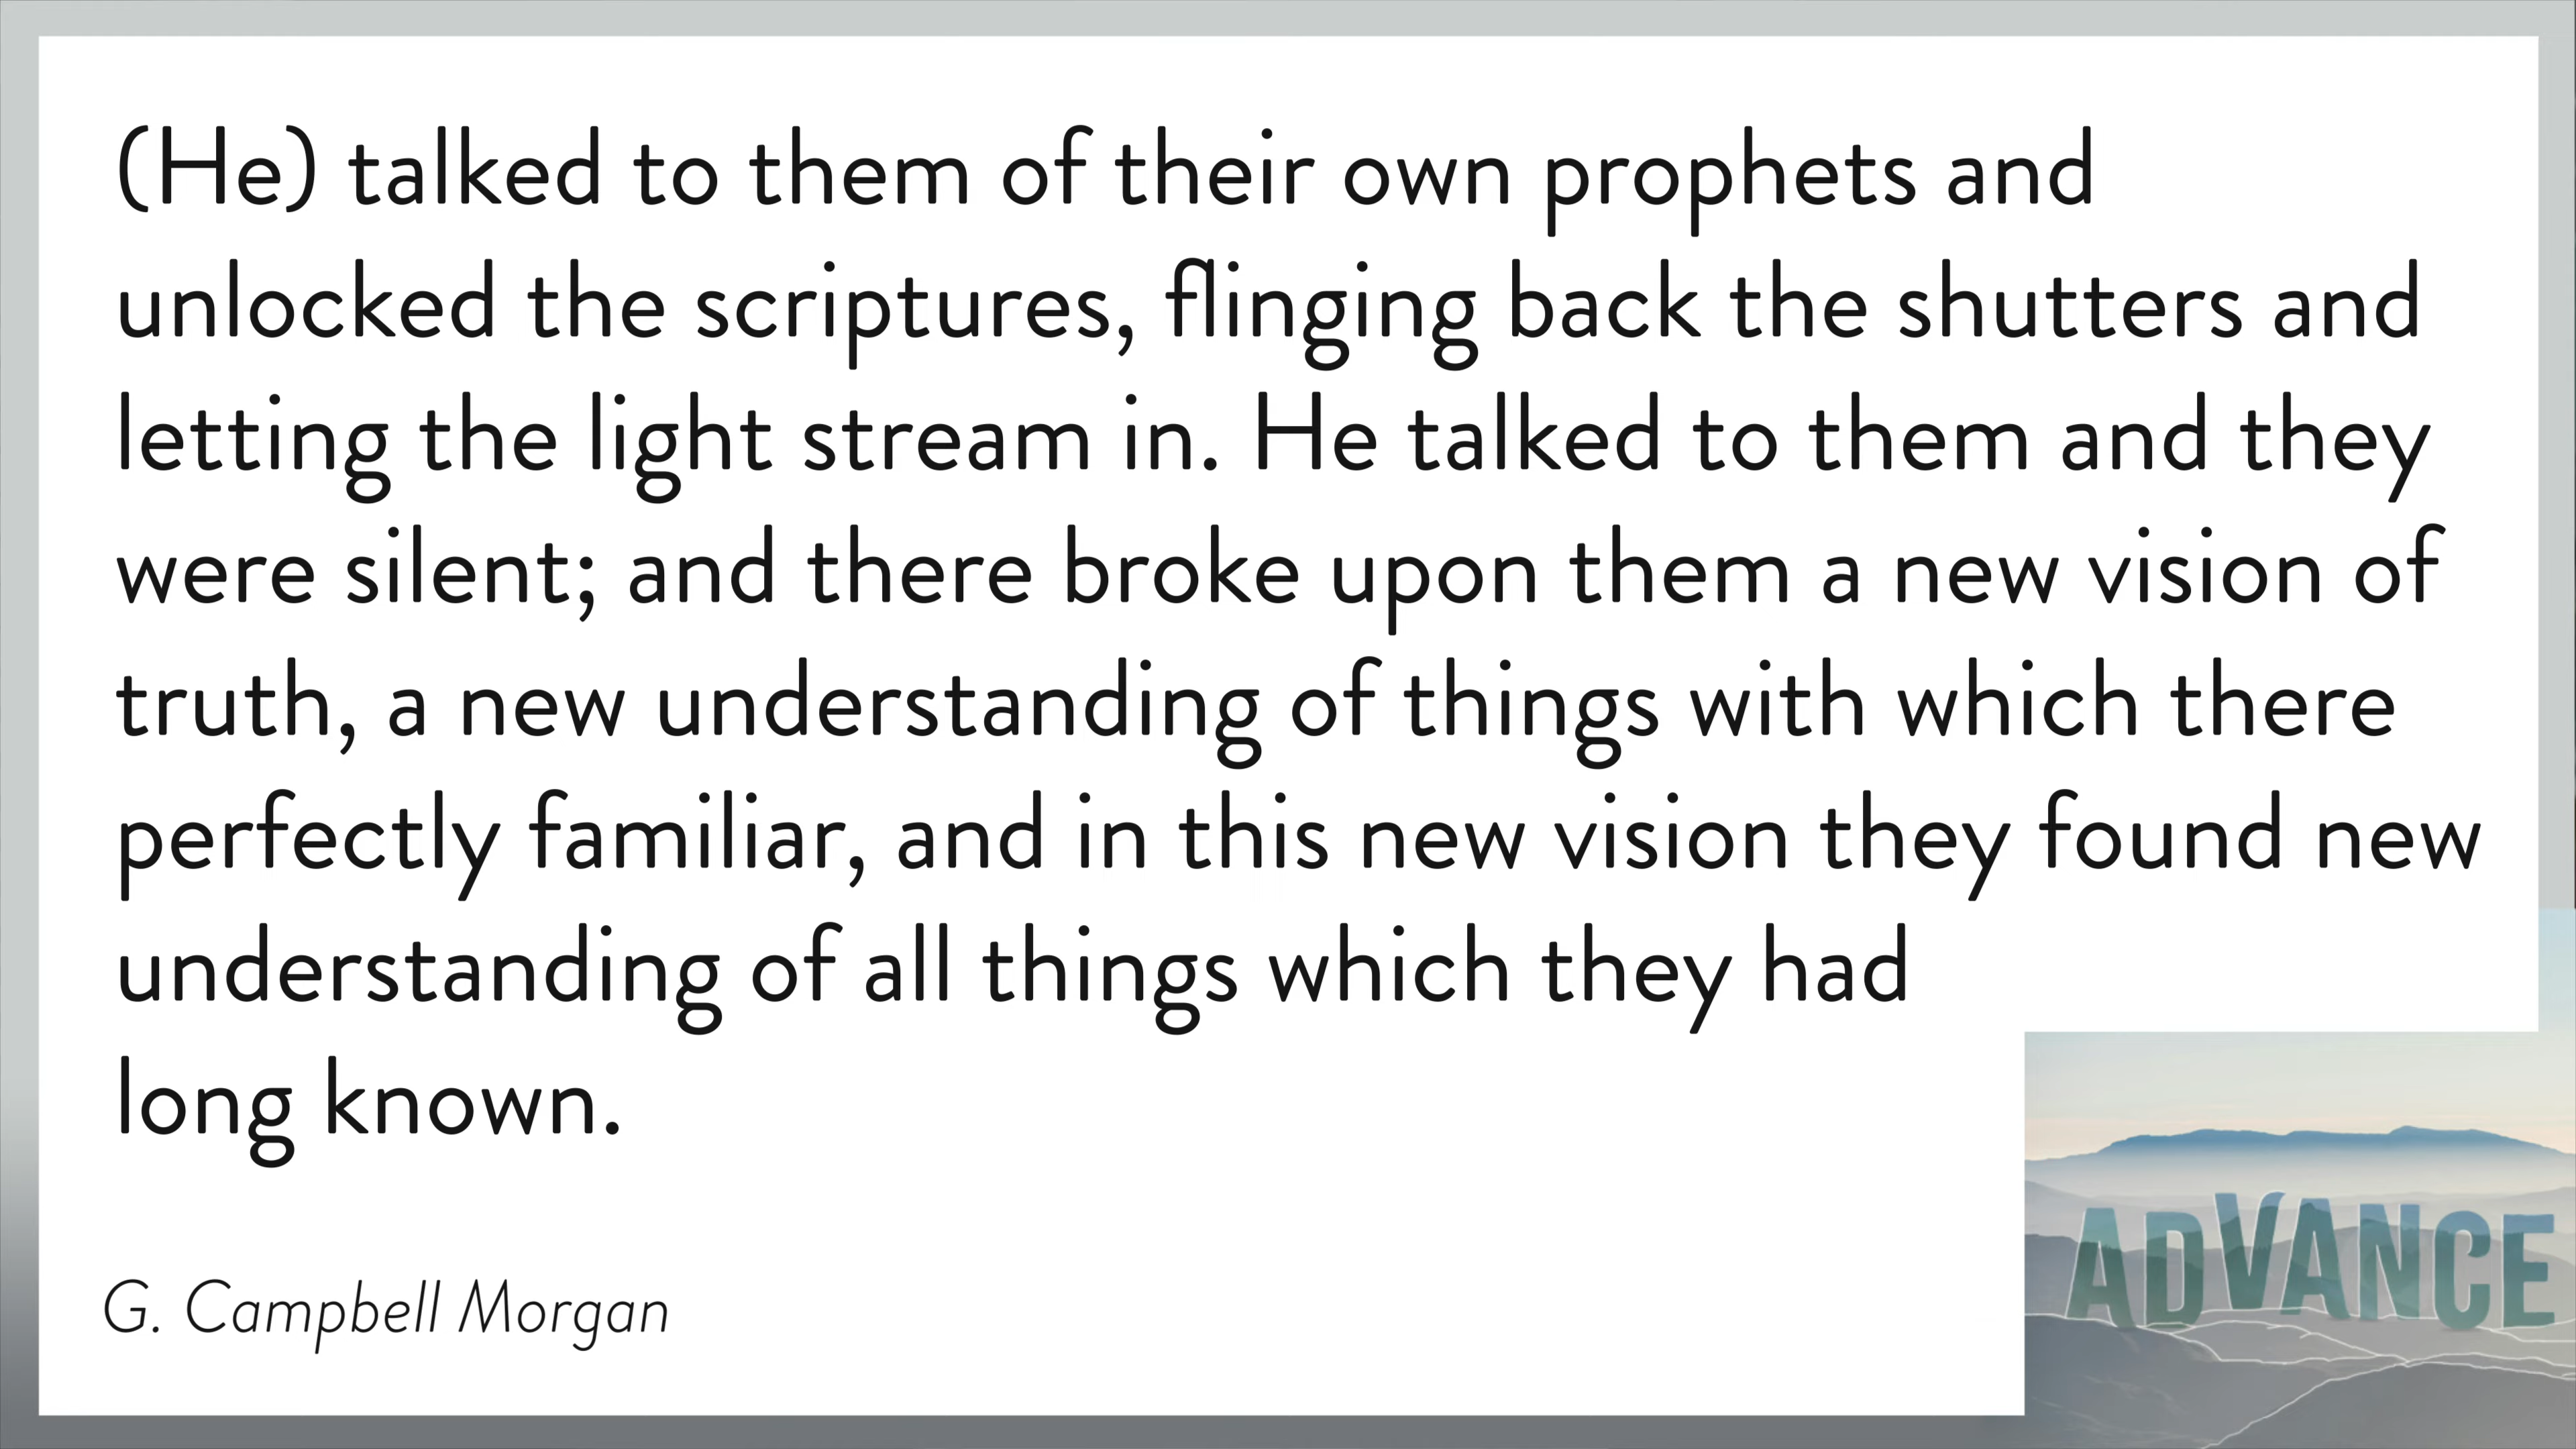 (He) talked to them of their own prophets and
unlocked the scriptures, flinging back the shutters and
letting the light stream in. He talked to them and they
were silent; and there broke upon them a new vision of
truth, a new understanding of things with which there
perfectly familiar, and in this new vision they found new
understanding of all things which they had
long known.
G. Campbell Morgan
ADVANCE